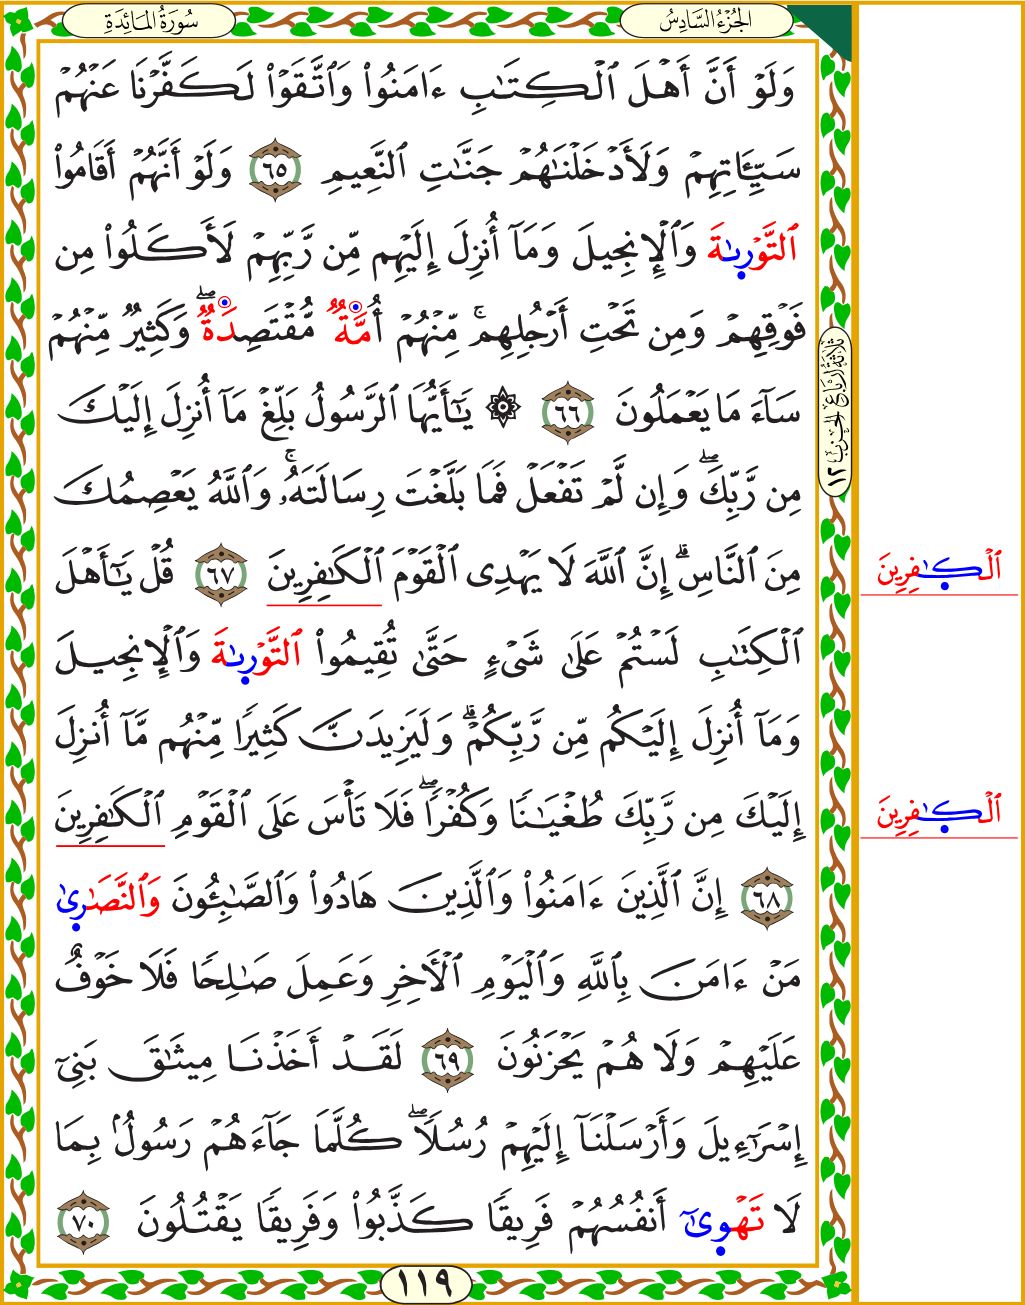 الجُزْءُ السَّادِسُ
سُورَةُ المَائِدَةِ
وَلَوۡ أَنَّ أَهۡلَ ٱلۡكِتَٰبِ ءَامَنُواْ وَٱتَّقَوۡاْ لَكَفَّرۡنَا عَنۡهُمۡ
سَيِّـَٔاتِهِمۡ وَلَأَدۡخَلۡنَٰهُمۡ جَنَّٰتِ ٱلنَّعِيمِ ٦٥ وَلَوۡ أَنَّهُمۡ أَقَامُواْ
ٱلتَّوۡرىٰةَ وَٱلۡإِنجِيلَ وَمَآ أُنزِلَ إِلَيۡهِم مِّن رَّبِّهِمۡ لَأَكَلُواْ مِن
فَوۡقِهِمۡ وَمِن تَحۡتِ أَرۡجُلِهِمۚ مِّنۡهُمۡ أُمَّةٞ مُّقۡتَصِدَةٞۖ وَكَثِيرٞ مِّنۡهُمۡ
سَآءَ مَا يَعۡمَلُونَ ٦٦ ۞ يَٰٓأَيُّهَا ٱلرَّسُولُ بَلِّغۡ مَآ أُنزِلَ إِلَيۡكَ
مِن رَّبِّكَۖ وَإِن لَّمۡ تَفۡعَلۡ فَمَا بَلَّغۡتَ رِسَالَتَهُۥۚ وَٱللَّهُ يَعۡصِمُكَ
مِنَ ٱلنَّاسِۗ إِنَّ ٱللَّهَ لَا يَهۡدِى ٱلۡقَوۡمَ ٱلۡكَٰفِرِينَ ٦٧ قُلۡ يَٰٓأَهۡلَ
ٱلۡكِتَٰبِ لَسۡتُمۡ عَلَىٰ شَىۡءٍ حَتَّىٰ تُقِيمُواْ ٱلتَّوۡرىٰةَ وَٱلۡإِنجِيلَ
وَمَآ أُنزِلَ إِلَيۡكُم مِّن رَّبِّكُمۡۗ وَلَيَزِيدَنَّ كَثِيرٗا مِّنۡهُم مَّآ أُنزِلَ
إِلَيۡكَ مِن رَّبِّكَ طُغۡيَٰنٗا وَكُفۡرٗاۖ فَلَا تَأۡسَ عَلَى ٱلۡقَوۡمِ ٱلۡكَٰفِرِينَ
٦٨ إِنَّ ٱلَّذِينَ ءَامَنُواْ وَٱلَّذِينَ هَادُواْ وَٱلصَّٰبِـُٔونَ وَٱلنَّصَٰرىٰ
مَنۡ ءَامَنَ بِٱللَّهِ وَٱلۡيَوۡمِ ٱلۡأٓخِرِ وَعَمِلَ صَٰلِحٗا فَلَا خَوۡفٌ
عَلَيۡهِمۡ وَلَا هُمۡ يَحۡزَنُونَ ٦٩ لَقَدۡ أَخَذۡنَا مِيثَٰقَ بَنِىٓ
إِسۡرَٰٓءِيلَ وَأَرۡسَلۡنَآ إِلَيۡهِمۡ رُسُلٗاۖ كُلَّمَا جَآءَهُمۡ رَسُولُۢ بِمَا
لَا تَهۡوىٰٓ أَنفُسُهُمۡ فَرِيقٗا كَذَّبُواْ وَفَرِيقٗا يَقۡتُلُونَ ٧٠
ثلاثة أرباع الحزب ١٢
ٱلۡكٰفِرِينَ
ٱلۡكٰفِرِينَ
١١٩